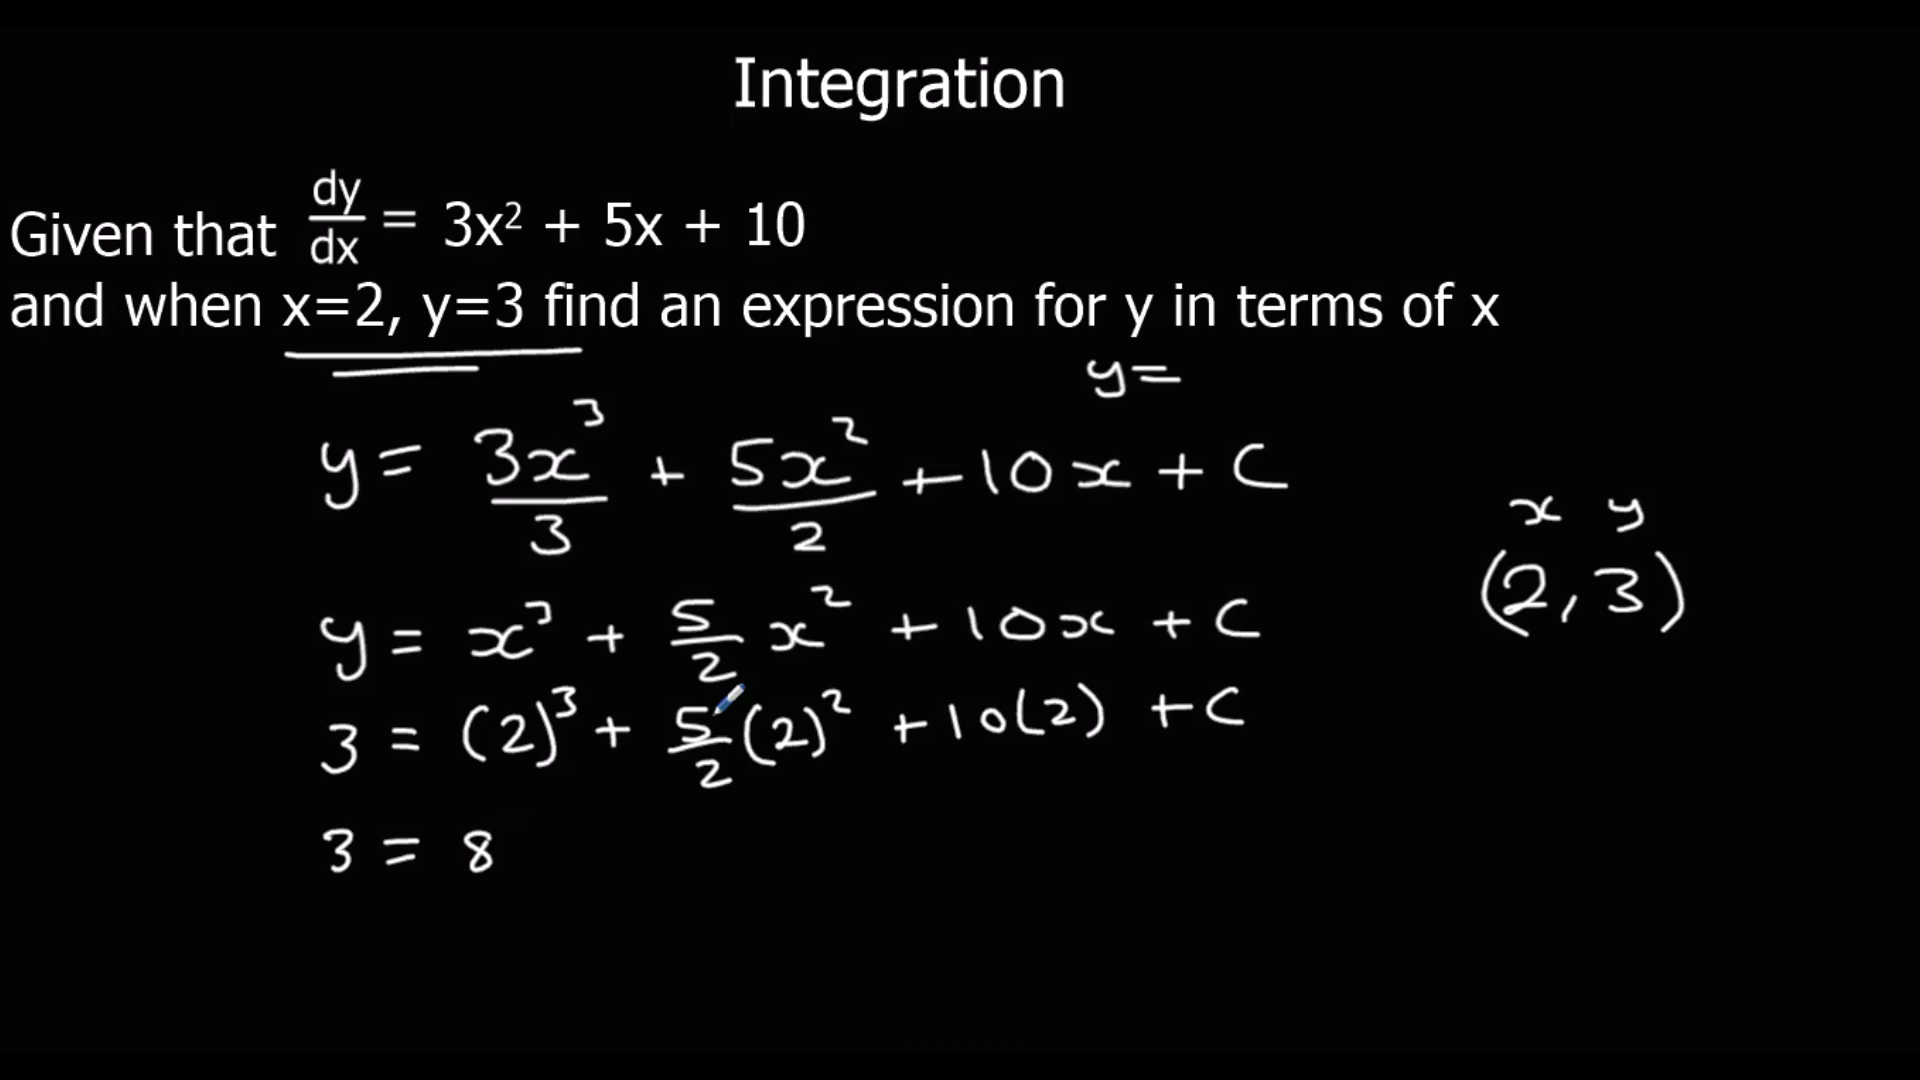 Integration
Given that dy/dx = 3x² + 5x + 10
and when x=2, y=3 find an expression for y in terms of x
y=
y = 3x³/3 + 5x²/2 + 10x + C
x y
(2, 3)
y = x³ + 5/2 x² + 10x + C
3 = (2)³ + 5/2 (2)² + 10(2) + C
3 = 8